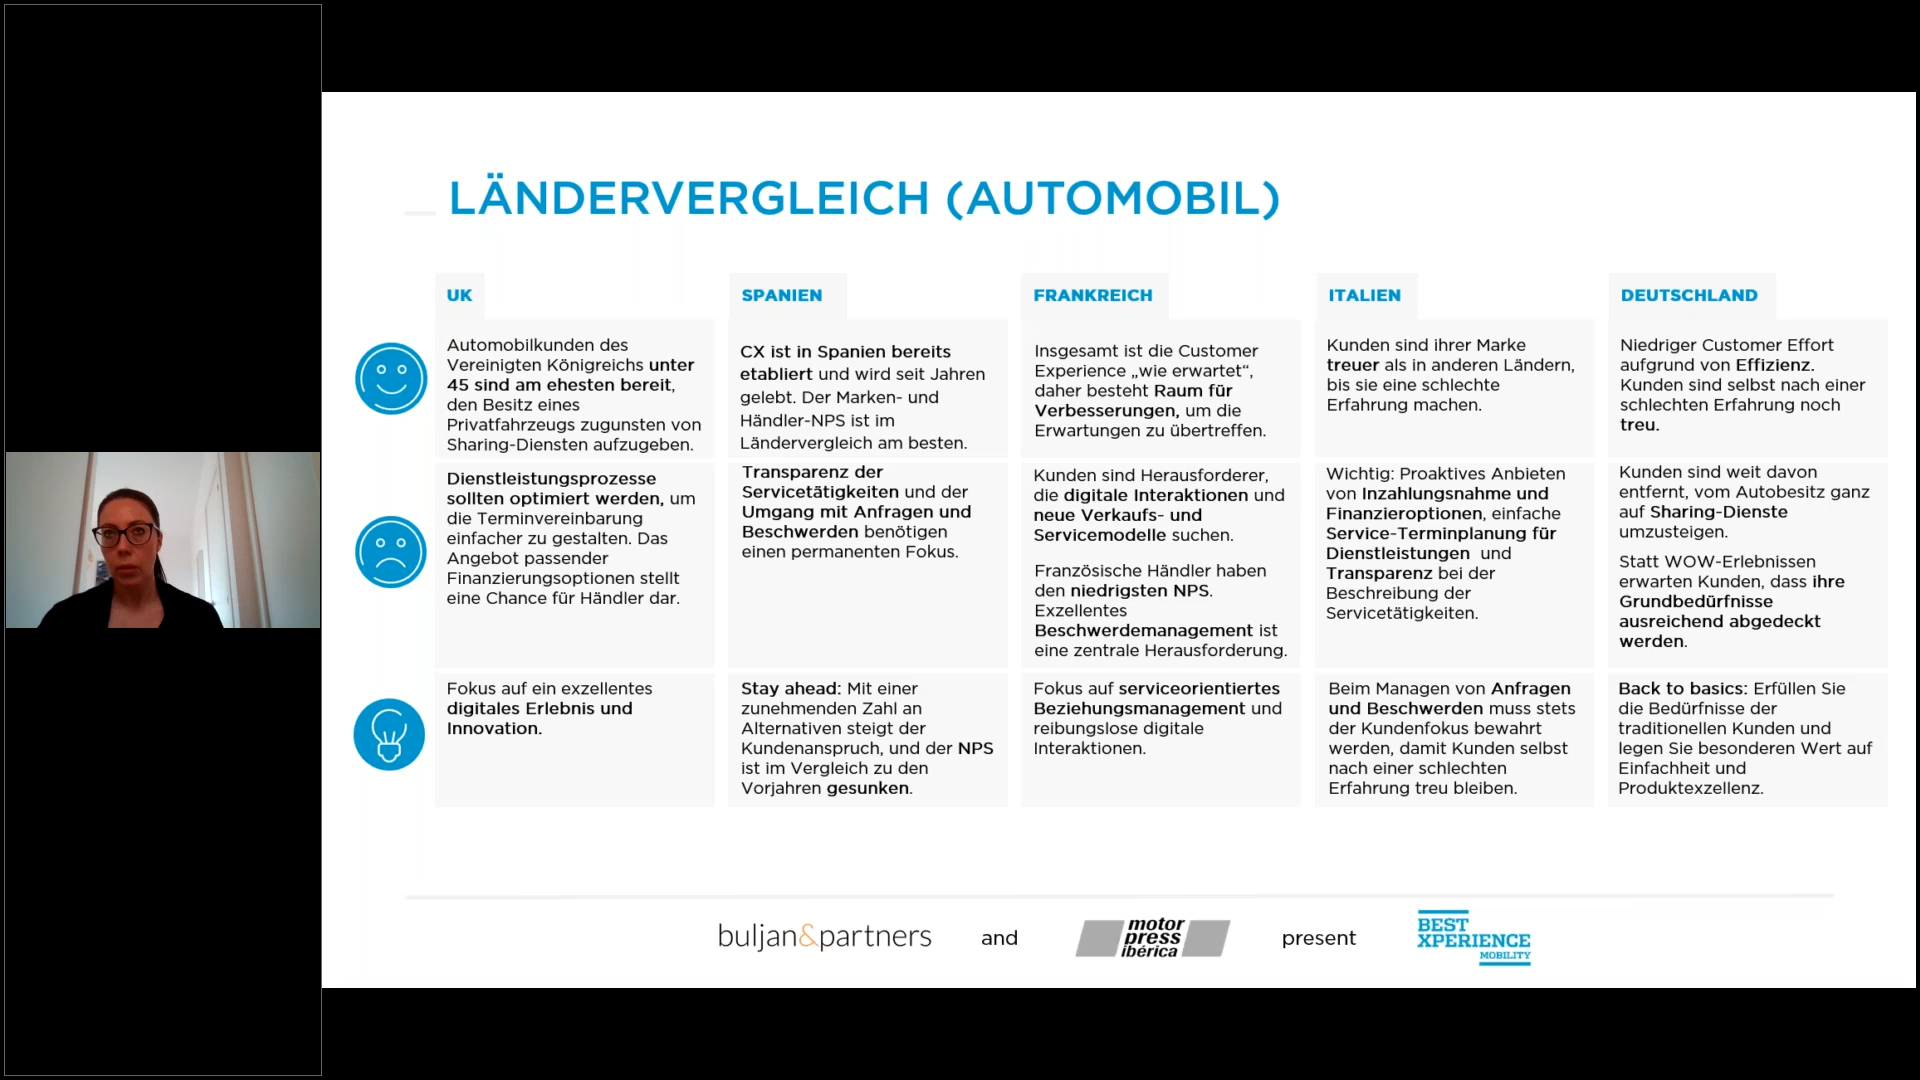 LÄNDERVERGLEICH (AUTOMOBIL)
UK
Automobilkunden des
Vereinigten Königreichs unter
45 sind am ehesten bereit,
den Besitz eines
Privatfahrzeugs zugunsten von
Sharing-Diensten aufzugeben.
Dienstleistungsprozesse
sollten optimiert werden, um
die Terminvereinbarung
einfacher zu gestalten. Das
Angebot passender
Finanzierungsoptionen stellt
eine Chance für Händler dar.
Fokus auf ein exzellentes
digitales Erlebnis und
Innovation.
SPANIEN
CX ist in Spanien bereits
etabliert und wird seit Jahren
gelebt. Der Marken- und
Händler-NPS ist im
Ländervergleich am besten.
Transparenz der
Servicetätigkeiten und der
Umgang mit Anfragen und
Beschwerden benötigen
einen permanenten Fokus.
Stay ahead: Mit einer
zunehmenden Zahl an
Alternativen steigt der
Kundenanspruch, und der NPS
ist im Vergleich zu den
Vorjahren gesunken.
FRANKREICH
Insgesamt ist die Customer
Experience „wie erwartet“,
daher besteht Raum für
Verbesserungen, um die
Erwartungen zu übertreffen.
Kunden sind Herausforderer,
die digitale Interaktionen und
neue Verkaufs- und
Servicemodelle suchen.
Französische Händler haben
den niedrigsten NPS.
Exzellentes
Beschwerdemanagement ist
eine zentrale Herausforderung.
Fokus auf serviceorientiertes
Beziehungsmanagement und
reibungslose digitale
Interaktionen.
ITALIEN
Kunden sind ihrer Marke
treuer als in anderen Ländern,
bis sie eine schlechte
Erfahrung machen.
Wichtig: Proaktives Anbieten
von Inzahlungsnahme und
Finanzieroptionen, einfache
Service-Terminplanung für
Dienstleistungen und
Transparenz bei der
Beschreibung der
Servicetätigkeiten.
Beim Managen von Anfragen
und Beschwerden muss stets
der Kundenfokus bewahrt
werden, damit Kunden selbst
nach einer schlechten
Erfahrung treu bleiben.
DEUTSCHLAND
Niedriger Customer Effort
aufgrund von Effizienz.
Kunden sind selbst nach einer
schlechten Erfahrung noch
treu.
Kunden sind weit davon
entfernt, vom Autobesitz ganz
auf Sharing-Dienste
umzusteigen.
Statt WOW-Erlebnissen
erwarten Kunden, dass ihre
Grundbedürfnisse
ausreichend abgedeckt
werden.
Back to basics: Erfüllen Sie
die Bedürfnisse der
traditionellen Kunden und
legen Sie besonderen Wert auf
Einfachheit und
Produktexzellenz.
buljan&partners
and
motor
press
ibérica
present
BEST
XPERIENCE
MOBILITY